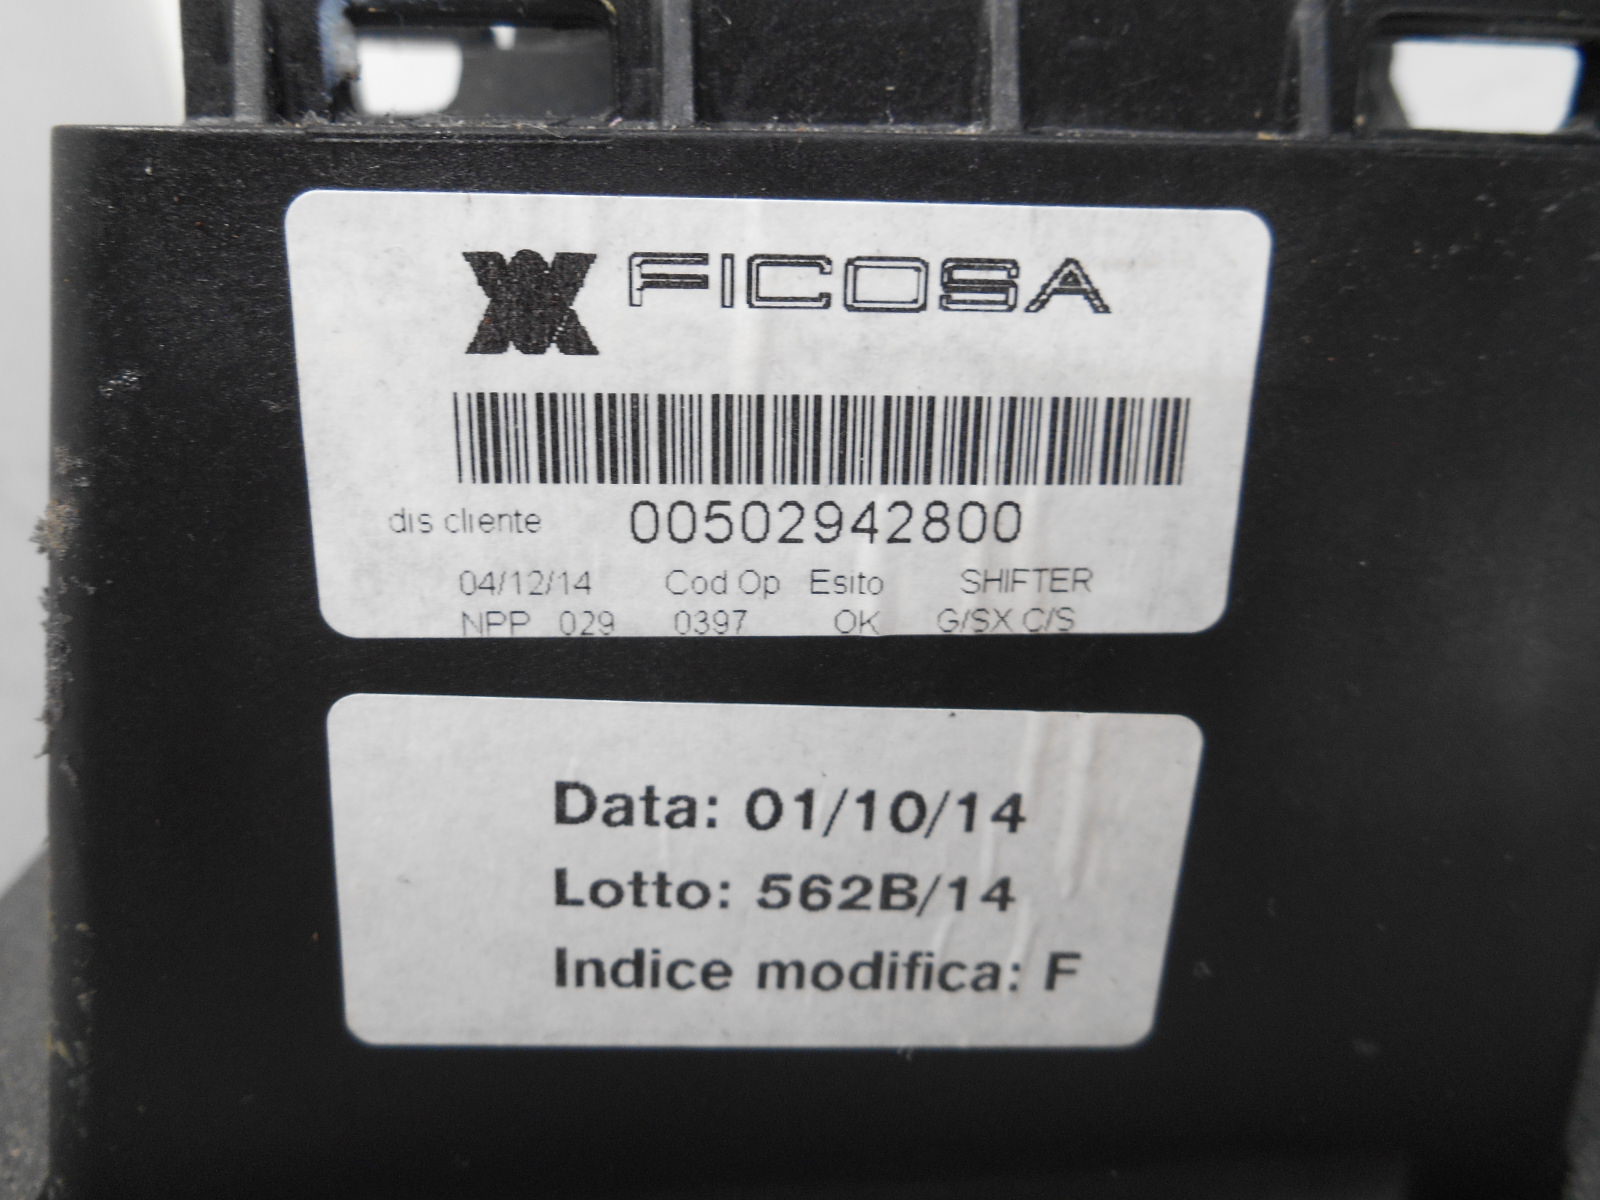 FICOSA
dis cliente 00502942800
04/12/14 Cod Op Esito SHIFTER
NPP 029 0397 OK G/SX C/S
Data: 01/10/14
Lotto: 562B/14
Indice modifica: F